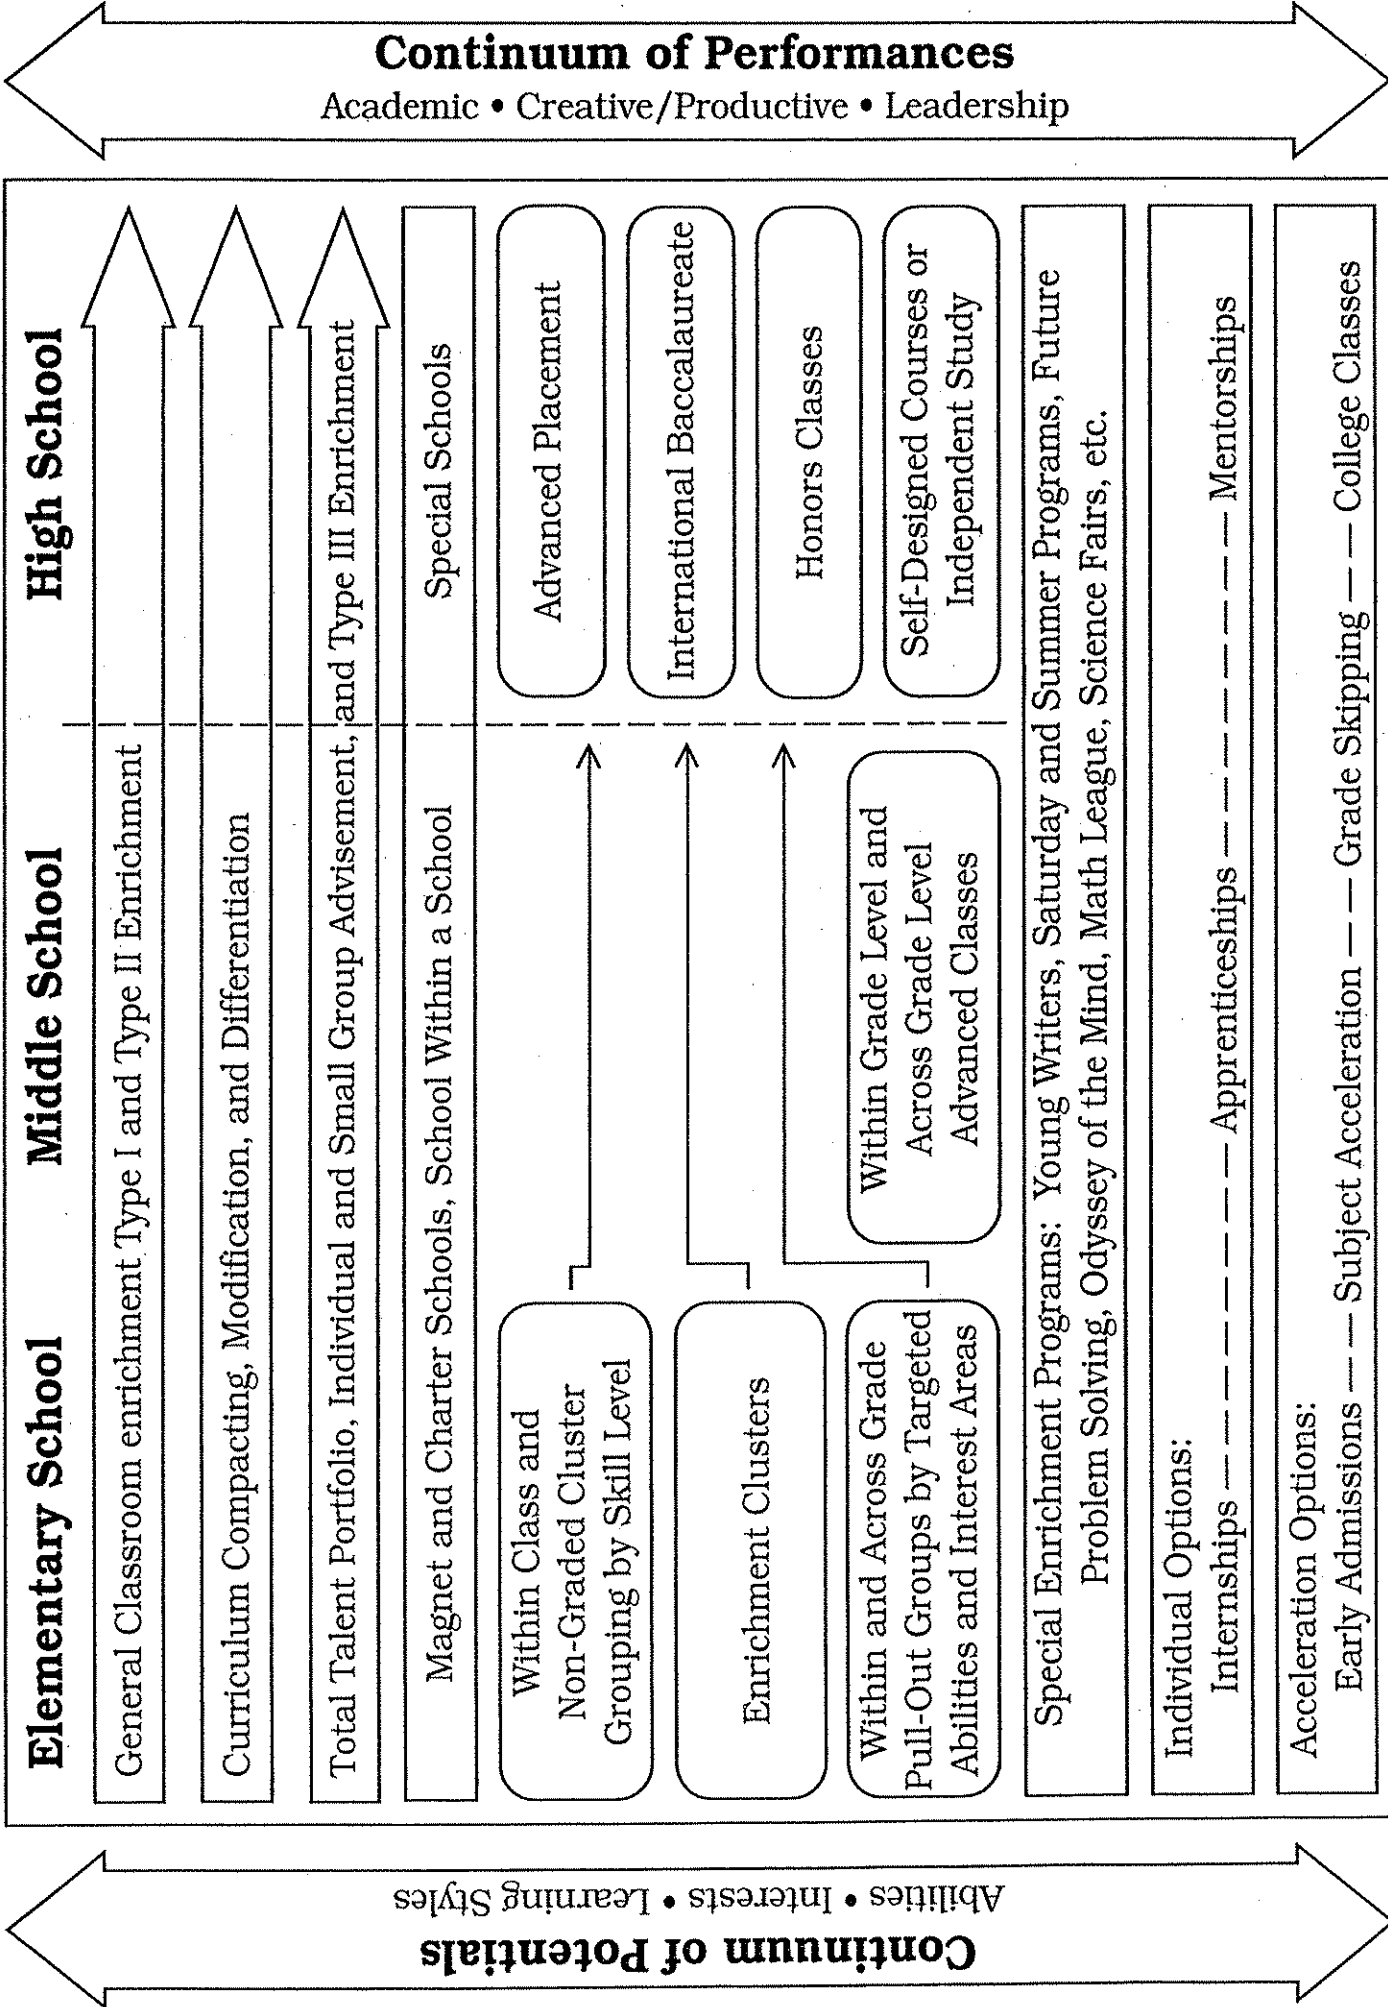 Continuum of Potentials
Abilities • Interests • Learning Styles
Elementary School
Middle School
High School
General Classroom enrichment Type I and Type II Enrichment
Curriculum Compacting, Modification, and Differentiation
Total Talent Portfolio, Individual and Small Group Advisement, and Type III Enrichment
Magnet and Charter Schools, School Within a School
Special Schools
Within Class and
Non-Graded Cluster
Grouping by Skill Level
Enrichment Clusters
Within and Across Grade
Pull-Out Groups by Targeted
Abilities and Interest Areas
Within Grade Level and
Across Grade Level
Advanced Classes
Advanced Placement
International Baccalaureate
Honors Classes
Self-Designed Courses or
Independent Study
Special Enrichment Programs: Young Writers, Saturday and Summer Programs, Future
Problem Solving, Odyssey of the Mind, Math League, Science Fairs, etc.
Individual Options:
Internships — — — — — — — — Apprenticeships — — — — — — — — Mentorships
Acceleration Options:
Early Admissions — — — Subject Acceleration — — — Grade Skipping — — College Classes
Continuum of Performances
Academic • Creative/Productive • Leadership